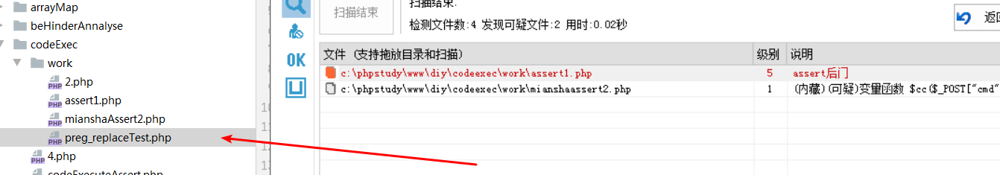 arrayMap
beHinderAnnalyse
codeExec
work
2.php
assert1.php
mianshaAssert2.php
preg_replaceTest.php
4.php
codeExecuteAssert.php
扫描结束
扫描结束.
检测文件数:4 发现可疑文件:2 用时:0.02秒
返回
OK
文件 (支持拖放目录和扫描) 级别 说明
c:\phpstudy\www\diy\codeexec\work\assert1.php 5 assert后门
c:\phpstudy\www\diy\codeexec\work\mianshaassert2.php 1 (内藏)(可疑)变量函数 $cc($_POST["cmd"
10